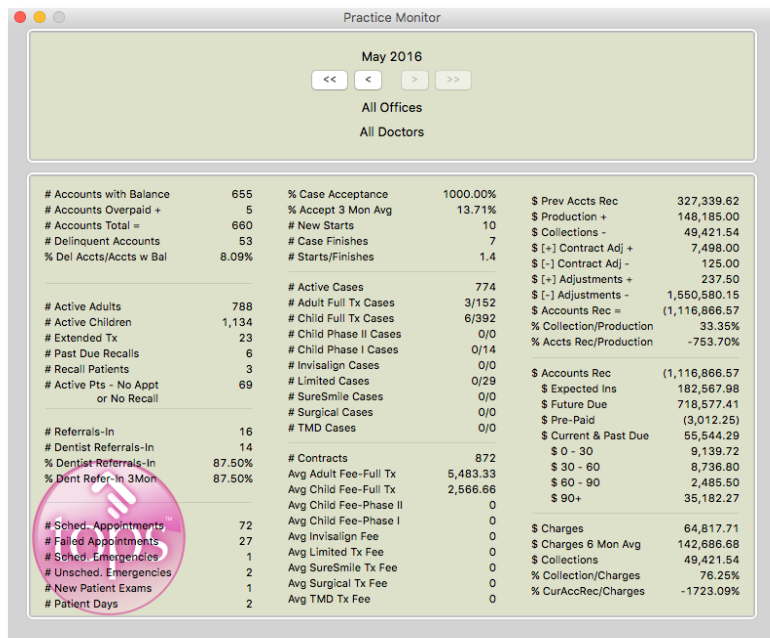 Practice Monitor
May 2016
<< < > >>
All Offices
All Doctors
# Accounts with Balance 655
# Accounts Overpaid + 5
# Accounts Total = 660
# Delinquent Accounts 53
% Del Accts/Accts w Bal 8.09%
# Active Adults 788
# Active Children 1,134
# Extended Tx 23
# Past Due Recalls 6
# Recall Patients 3
# Active Pts - No Appt 69
or No Recall
# Referrals-In 16
# Dentist Referrals-In 14
% Dentist Referrals-In 87.50%
% Dent Refer-In 3Mon 87.50%
# Sched. Appointments 72
# Failed Appointments 27
# Sched. Emergencies 1
# Unsched. Emergencies 2
# New Patient Exams 1
# Patient Days 2
tops™
% Case Acceptance 1000.00%
% Accept 3 Mon Avg 13.71%
# New Starts 10
# Case Finishes 7
# Starts/Finishes 1.4
# Active Cases 774
# Adult Full Tx Cases 3/152
# Child Full Tx Cases 6/392
# Child Phase II Cases 0/0
# Child Phase I Cases 0/14
# Invisalign Cases 0/0
# Limited Cases 0/29
# SureSmile Cases 0/0
# Surgical Cases 0/0
# TMD Cases 0/0
# Contracts 872
Avg Adult Fee-Full Tx 5,483.33
Avg Child Fee-Full Tx 2,566.66
Avg Child Fee-Phase II 0
Avg Child Fee-Phase I 0
Avg Invisalign Fee 0
Avg Limited Tx Fee 0
Avg SureSmile Tx Fee 0
Avg Surgical Tx Fee 0
Avg TMD Tx Fee 0
$ Prev Accts Rec 327,339.62
$ Production + 148,185.00
$ Collections - 49,421.54
$ [+] Contract Adj + 7,498.00
$ [-] Contract Adj - 125.00
$ [+] Adjustments + 237.50
$ [-] Adjustments - 1,550,580.15
$ Accounts Rec = (1,116,866.57
% Collection/Production 33.35%
% Accts Rec/Production -753.70%
$ Accounts Rec (1,116,866.57
$ Expected Ins 182,567.98
$ Future Due 718,577.41
$ Pre-Paid (3,012.25)
$ Current & Past Due 55,544.29
$ 0 - 30 9,139.72
$ 30 - 60 8,736.80
$ 60 - 90 2,485.50
$ 90+ 35,182.27
$ Charges 64,817.71
$ Charges 6 Mon Avg 142,686.68
$ Collections 49,421.54
% Collection/Charges 76.25%
% CurAccRec/Charges -1723.09%